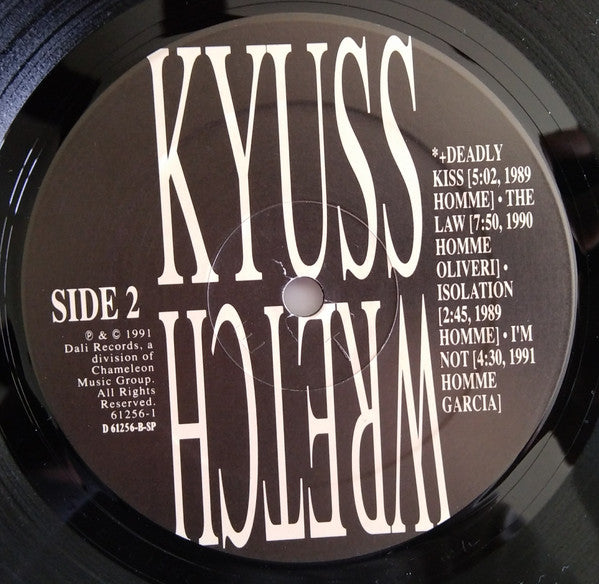 KYUSS
WRETCH
SIDE 2
℗ & © 1991
Dali Records, a
division of
Chameleon
Music Group.
All Rights
Reserved.
61256-1
D 61256-B-SP
*+DEADLY
KISS [5:02, 1989
HOMME] • THE
LAW [7:50, 1990
HOMME
OLIVERI] •
ISOLATION
[2:45, 1989
HOMME] • I'M
NOT [4:30, 1991
HOMME
GARCIA]